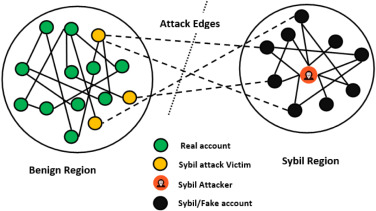 Attack Edges
Real account
Sybil attack Victim
Sybil Attacker
Sybil/Fake account
Benign Region
Sybil Region